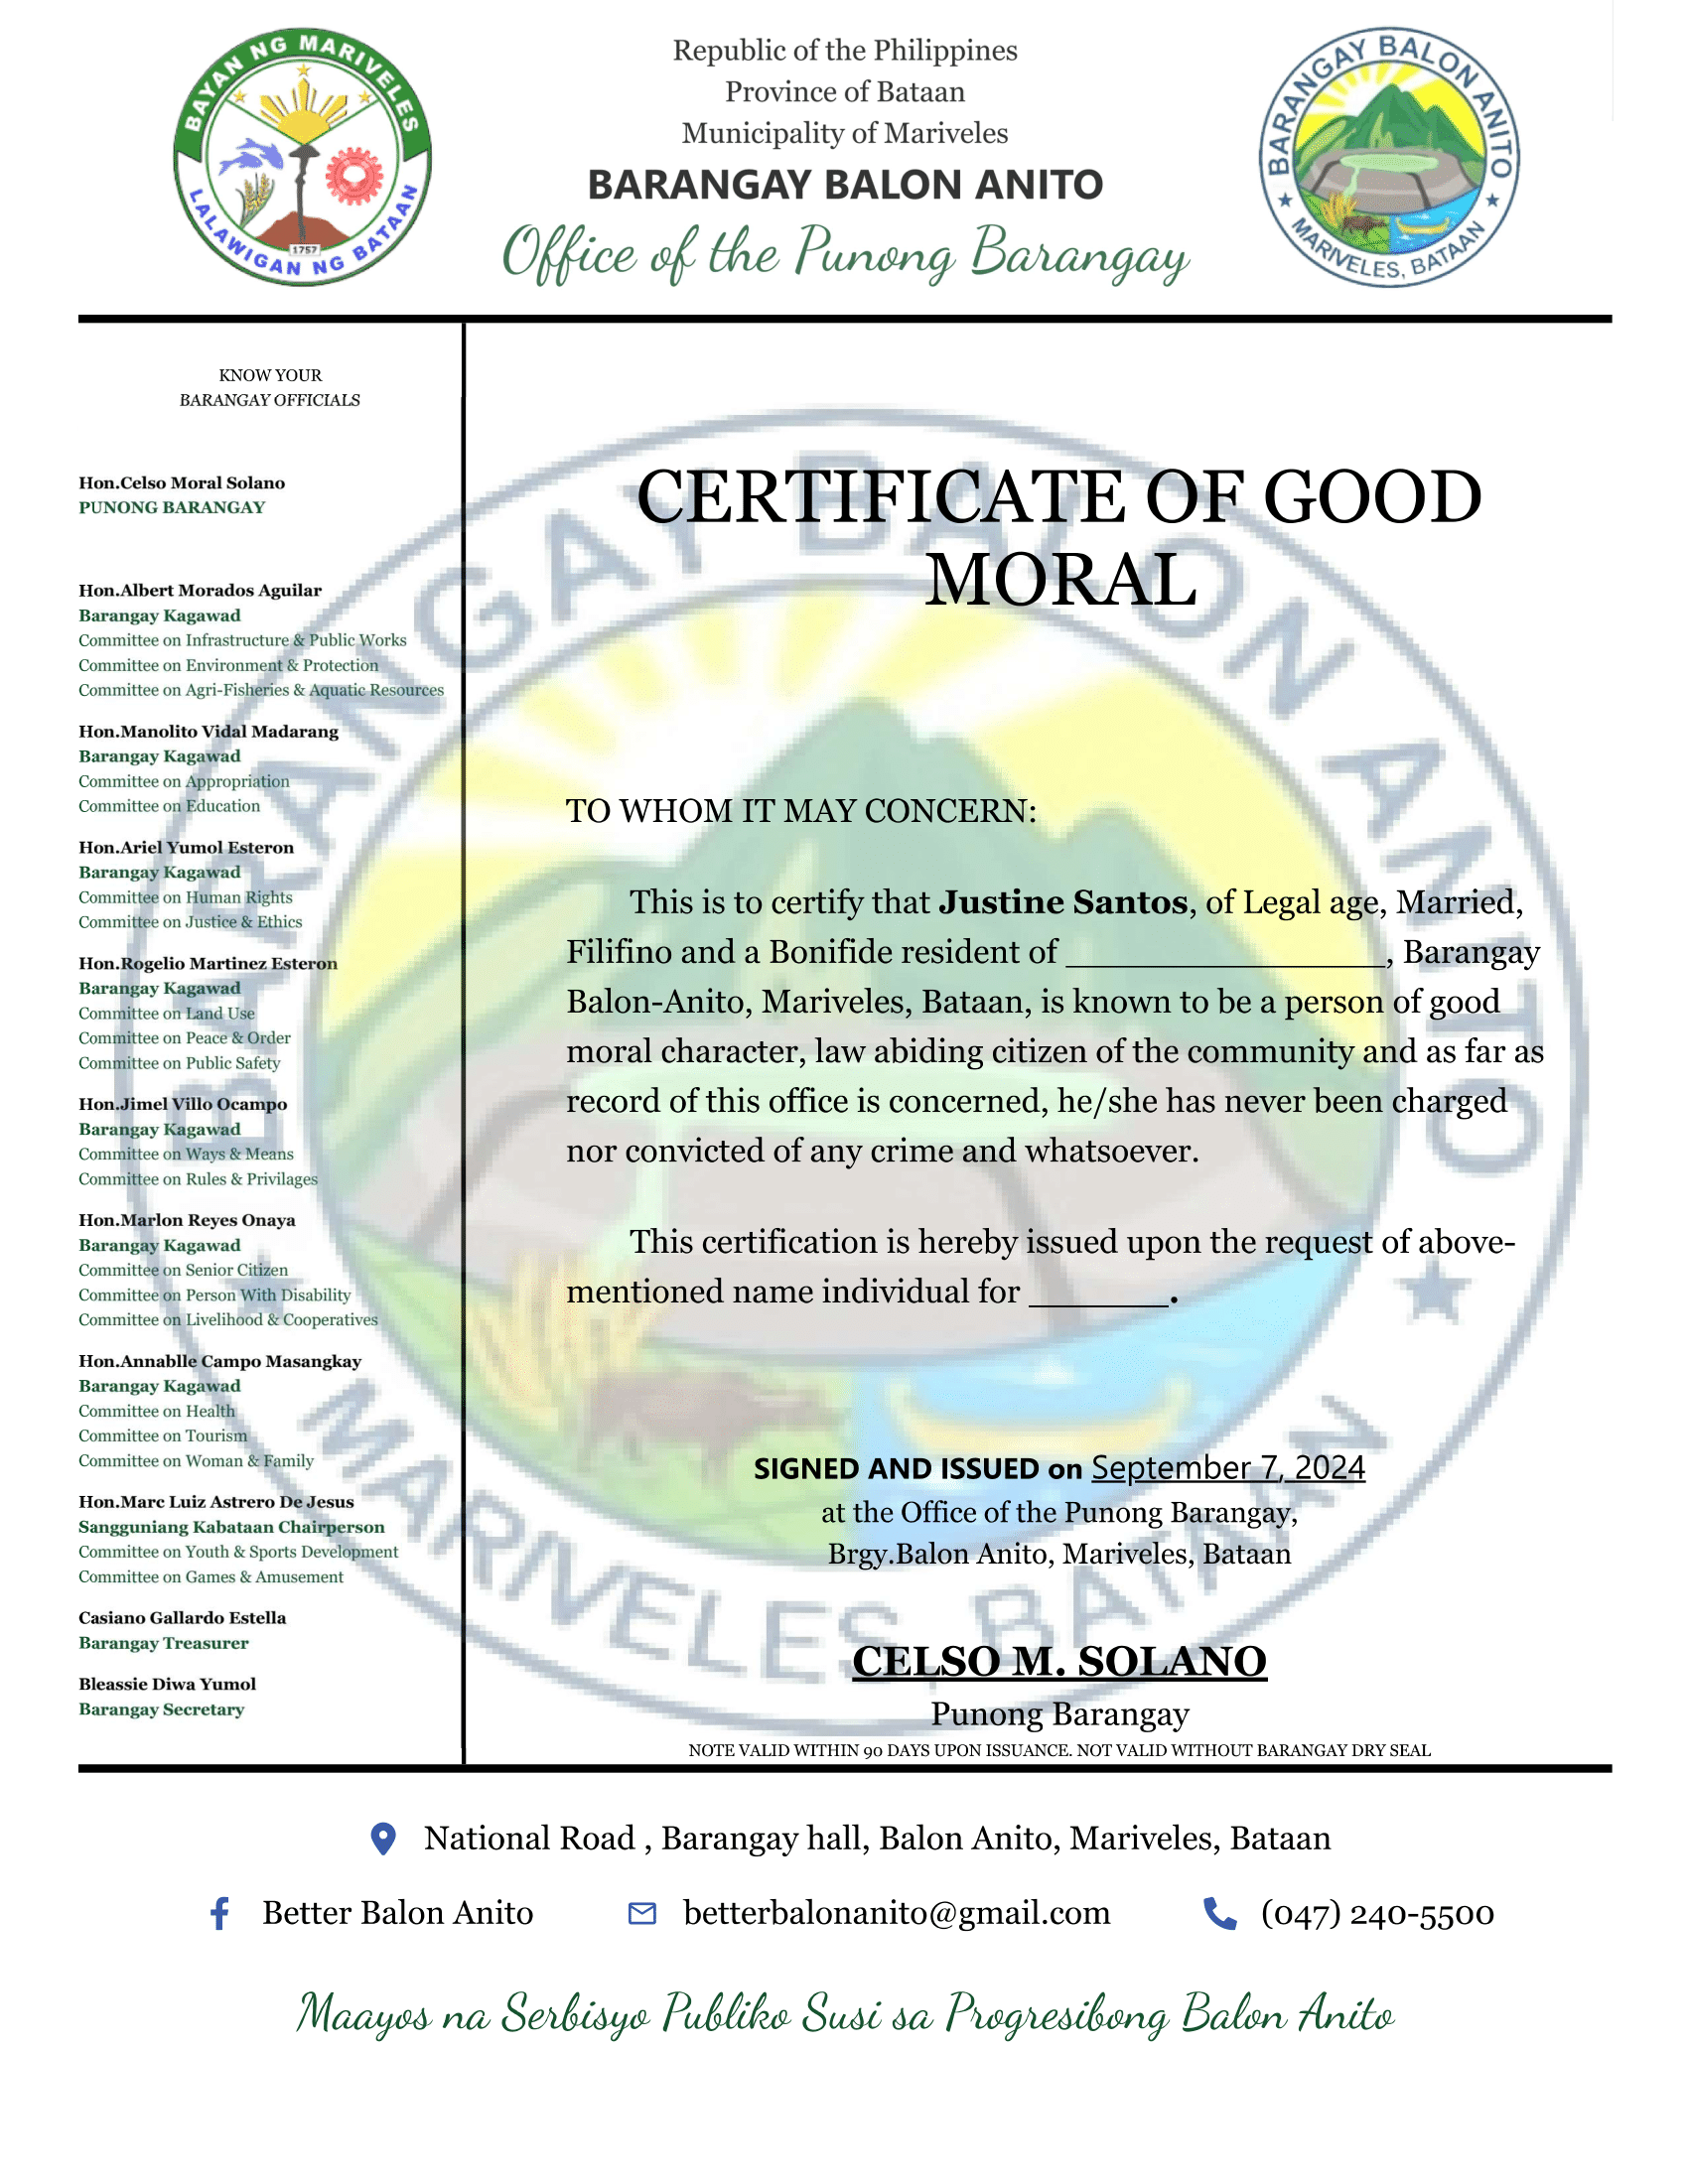 BAYAN NG MARIVELES
LALAWIGAN NG BATAAN
1757
Republic of the Philippines
Province of Bataan
Municipality of Mariveles
BARANGAY BALON ANITO
Office of the Punong Barangay
BARANGAY BALON ANITO
MARIVELES, BATAAN
KNOW YOUR
BARANGAY OFFICIALS
Hon.Celso Moral Solano
PUNONG BARANGAY
Hon.Albert Morados Aguilar
Barangay Kagawad
Committee on Infrastructure & Public Works
Committee on Environment & Protection
Committee on Agri-Fisheries & Aquatic Resources
Hon.Manolito Vidal Madarang
Barangay Kagawad
Committee on Appropriation
Committee on Education
Hon.Ariel Yumol Esteron
Barangay Kagawad
Committee on Human Rights
Committee on Justice & Ethics
Hon.Rogelio Martinez Esteron
Barangay Kagawad
Committee on Land Use
Committee on Peace & Order
Committee on Public Safety
Hon.Jimel Villo Ocampo
Barangay Kagawad
Committee on Ways & Means
Committee on Rules & Privilages
Hon.Marlon Reyes Onaya
Barangay Kagawad
Committee on Senior Citizen
Committee on Person With Disability
Committee on Livelihood & Cooperatives
Hon.Annablle Campo Masangkay
Barangay Kagawad
Committee on Health
Committee on Tourism
Committee on Woman & Family
Hon.Marc Luiz Astrero De Jesus
Sangguniang Kabataan Chairperson
Committee on Youth & Sports Development
Committee on Games & Amusement
Casiano Gallardo Estella
Barangay Treasurer
Bleassie Diwa Yumol
Barangay Secretary
BARANGAY BALON ANITO
MARIVELES, BATAAN
CERTIFICATE OF GOOD
MORAL
TO WHOM IT MAY CONCERN:
This is to certify that Justine Santos, of Legal age, Married,
Filifino and a Bonifide resident of ________________, Barangay
Balon-Anito, Mariveles, Bataan, is known to be a person of good
moral character, law abiding citizen of the community and as far as
record of this office is concerned, he/she has never been charged
nor convicted of any crime and whatsoever.
This certification is hereby issued upon the request of above-
mentioned name individual for _______.
SIGNED AND ISSUED on September 7, 2024
at the Office of the Punong Barangay,
Brgy.Balon Anito, Mariveles, Bataan
CELSO M. SOLANO
Punong Barangay
NOTE VALID WITHIN 90 DAYS UPON ISSUANCE. NOT VALID WITHOUT BARANGAY DRY SEAL
National Road , Barangay hall, Balon Anito, Mariveles, Bataan
Better Balon Anito
betterbalonanito@gmail.com
(047) 240-5500
Maayos na Serbisyo Publiko Susi sa Progresibong Balon Anito